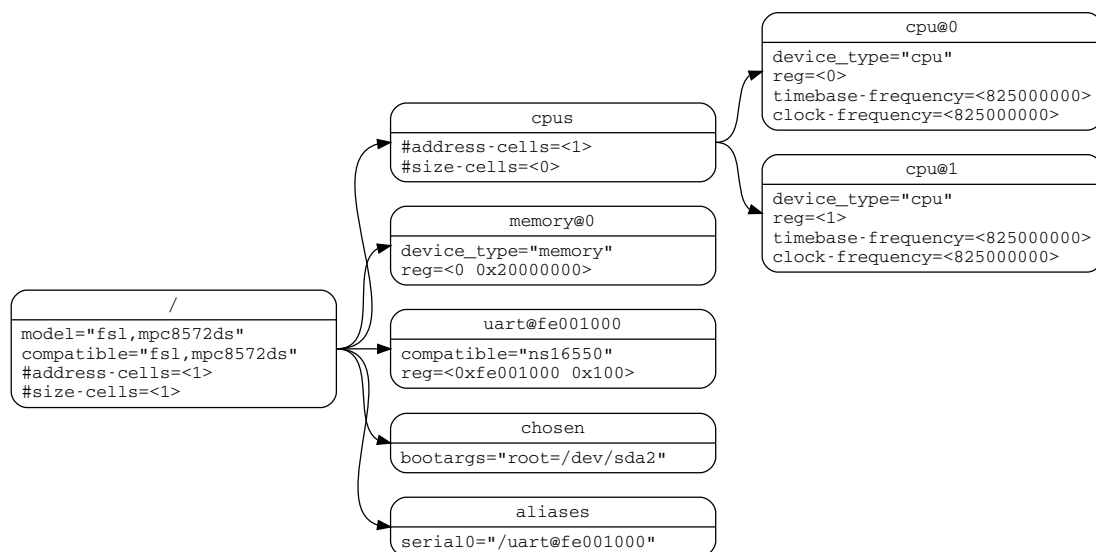 /
model="fsl,mpc8572ds"
compatible="fsl,mpc8572ds"
#address-cells=<1>
#size-cells=<1>
cpus
#address-cells=<1>
#size-cells=<0>
cpu@0
device_type="cpu"
reg=<0>
timebase-frequency=<825000000>
clock-frequency=<825000000>
cpu@1
device_type="cpu"
reg=<1>
timebase-frequency=<825000000>
clock-frequency=<825000000>
memory@0
device_type="memory"
reg=<0 0x20000000>
uart@fe001000
compatible="ns16550"
reg=<0xfe001000 0x100>
chosen
bootargs="root=/dev/sda2"
aliases
serial0="/uart@fe001000"